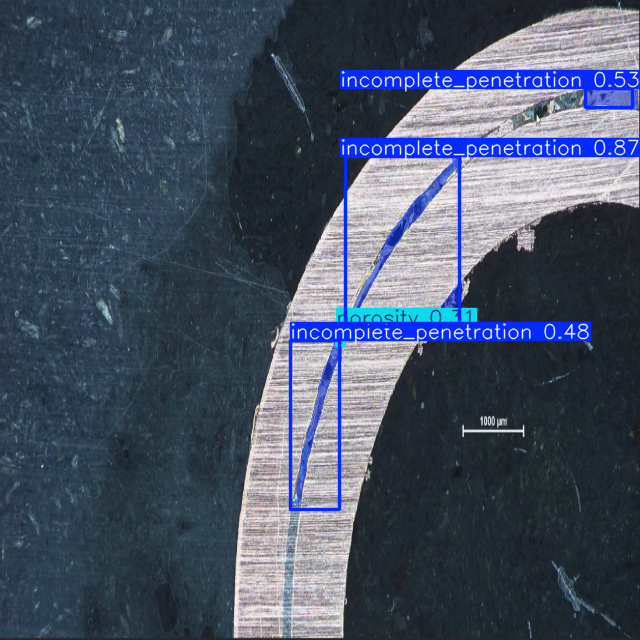 incomplete_penetration 0.53
incomplete_penetration 0.87
porosity 0.31
incomplete_penetration 0.48
1000 µm